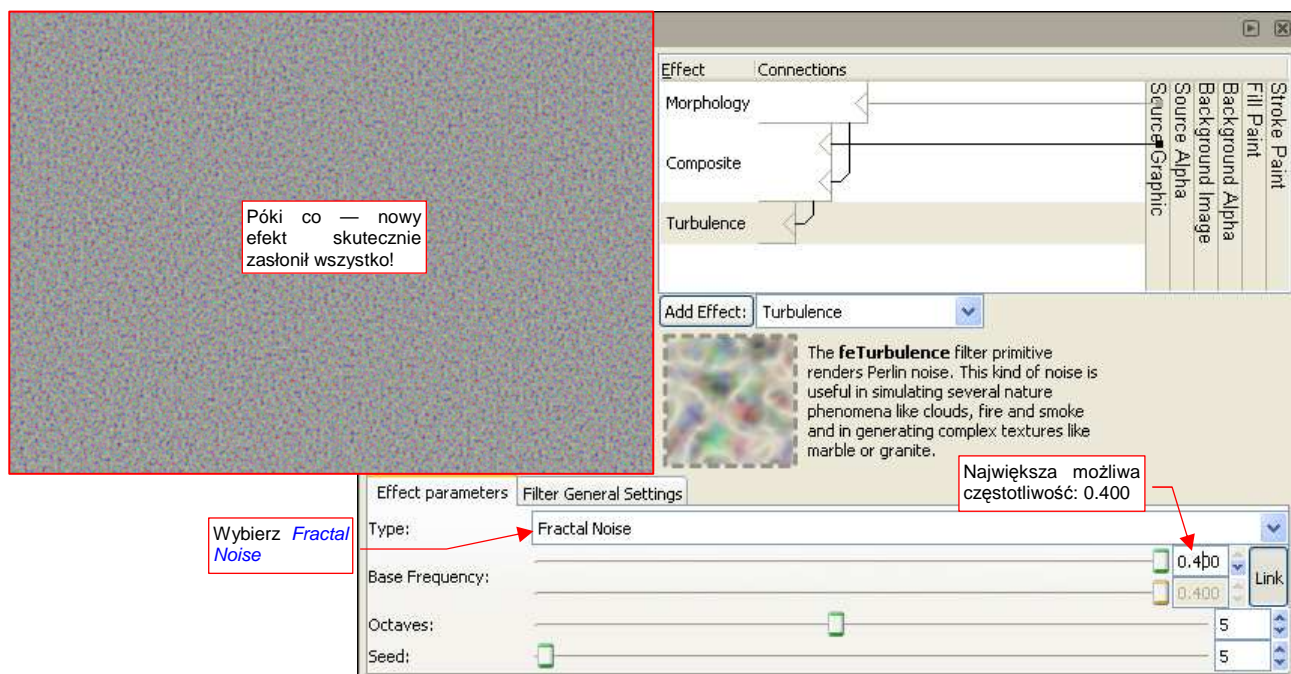 Effect Connections
Morphology
Composite
Turbulence
Source Graphic
Source Alpha
Background Image
Background Alpha
Fill Paint
Stroke Paint
Póki co — nowy
efekt skutecznie
zasłonił wszystko!
Add Effect: Turbulence
The feTurbulence filter primitive
renders Perlin noise. This kind of noise is
useful in simulating several nature
phenomena like clouds, fire and smoke
and in generating complex textures like
marble or granite.
Największa możliwa
częstotliwość: 0.400
Effect parameters Filter General Settings
Wybierz Fractal
Noise
Type: Fractal Noise
Base Frequency: 0.400
0.400
Link
Octaves: 5
Seed: 5